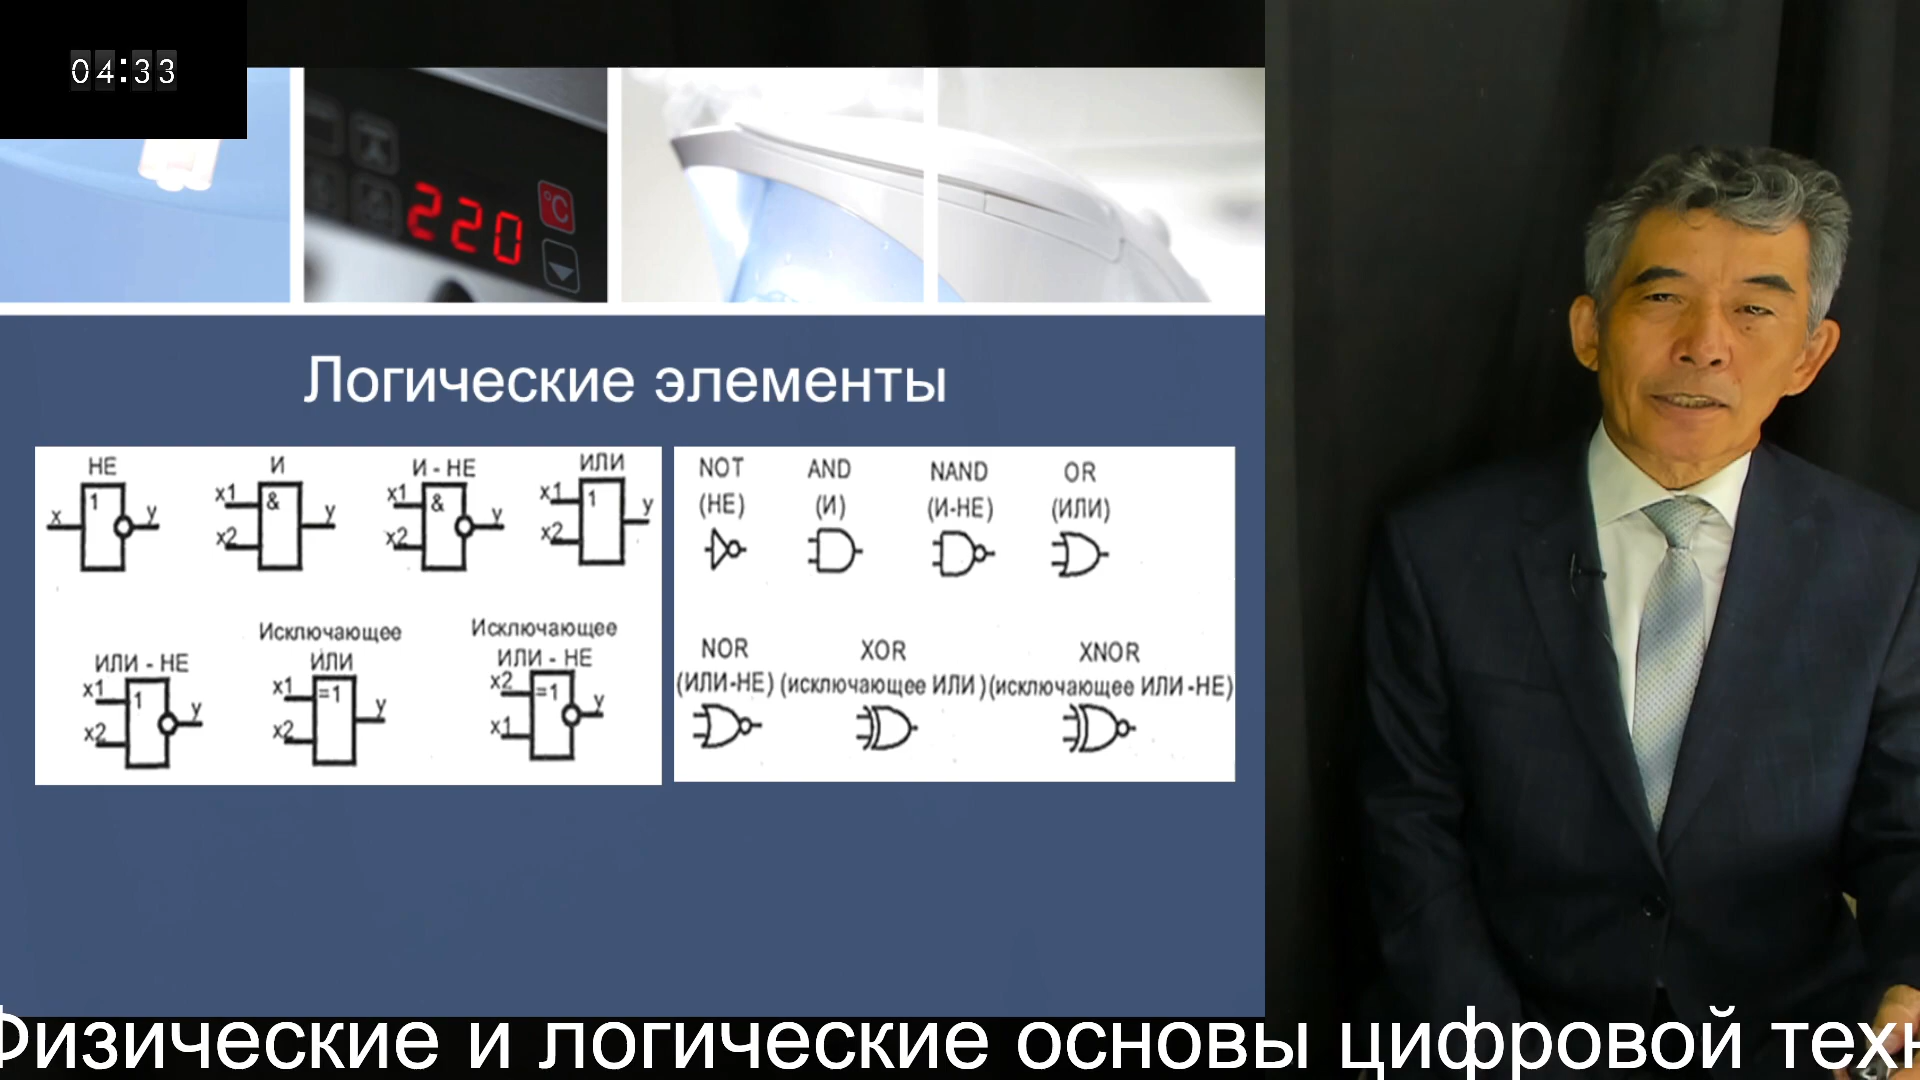 04:33
220
°C
Логические элементы
НЕ
И
И - НЕ
ИЛИ
x
1
y
x1
x2
&
y
x1
x2
&
y
x1
x2
1
y
ИЛИ - НЕ
Исключающее
ИЛИ
Исключающее
ИЛИ - НЕ
x1
x2
1
y
x1
x2
=1
y
x2
x1
=1
y
NOT
(НЕ)
AND
(И)
NAND
(И-НЕ)
OR
(ИЛИ)
NOR
(ИЛИ-НЕ)
XOR
(исключающее ИЛИ)
XNOR
(исключающее ИЛИ -НЕ)
Физические и логические основы цифровой техн